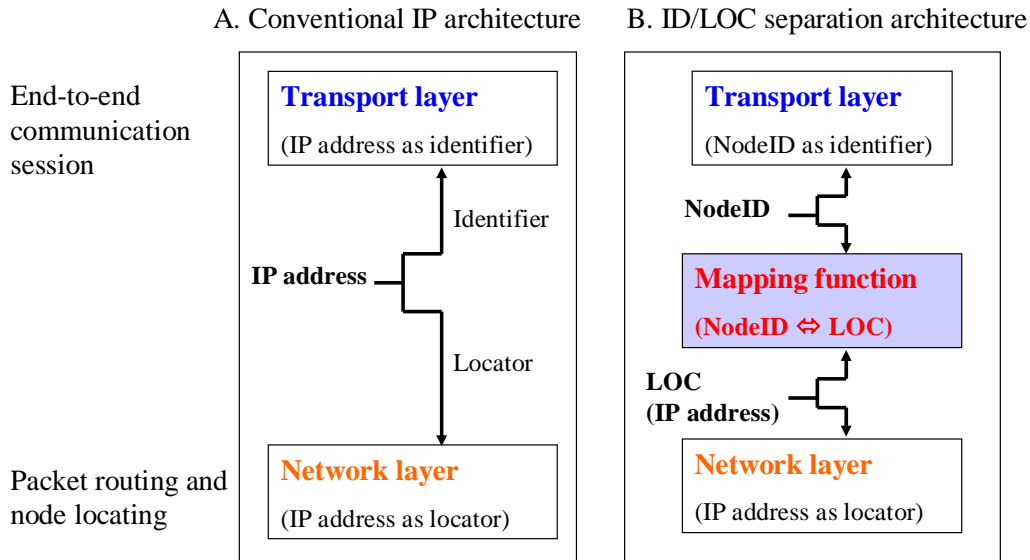 A. Conventional IP architecture
B. ID/LOC separation architecture
End-to-end
communication
session
Transport layer
(IP address as identifier)
Identifier
IP address
Locator
Packet routing and
node locating
Network layer
(IP address as locator)
Transport layer
(NodeID as identifier)
NodeID
Mapping function
(NodeID ⇔ LOC)
LOC
(IP address)
Network layer
(IP address as locator)